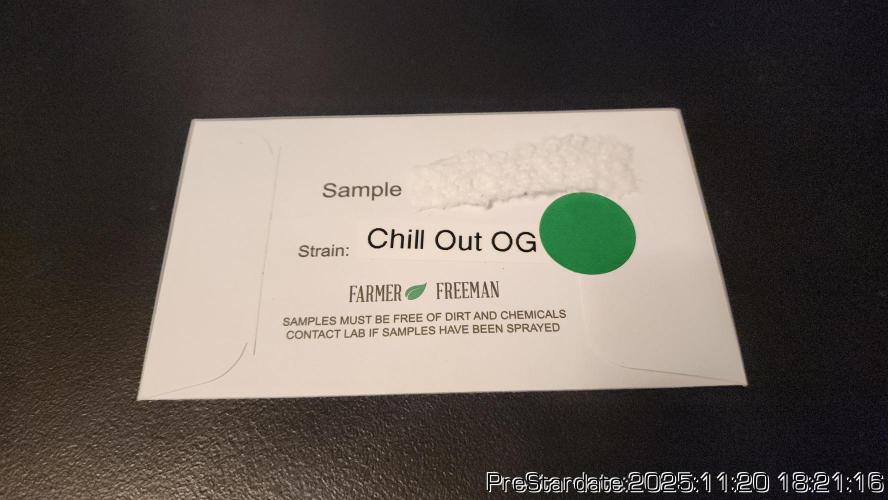 Sample
Strain: Chill Out OG
FARMER FREEMAN
SAMPLES MUST BE FREE OF DIRT AND CHEMICALS
CONTACT LAB IF SAMPLES HAVE BEEN SPRAYED
PreStardate:2025:11:20 18:21:16